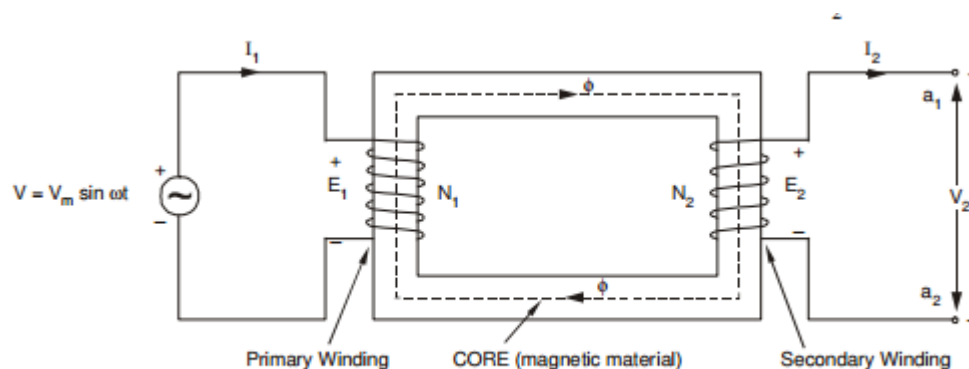 2
I₁
I₂
ϕ
a₁
+
+
+
V = Vₘ sin ωt
E₁
N₁
N₂
E₂
V₂
−
−
−
ϕ
a₂
Primary Winding
CORE (magnetic material)
Secondary Winding